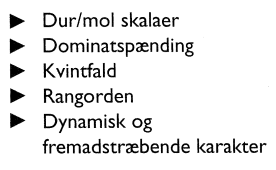 ► Dur/mol skalaer
► Dominatspænding
► Kvintfald
► Rangorden
► Dynamisk og
fremadstræbende karakter